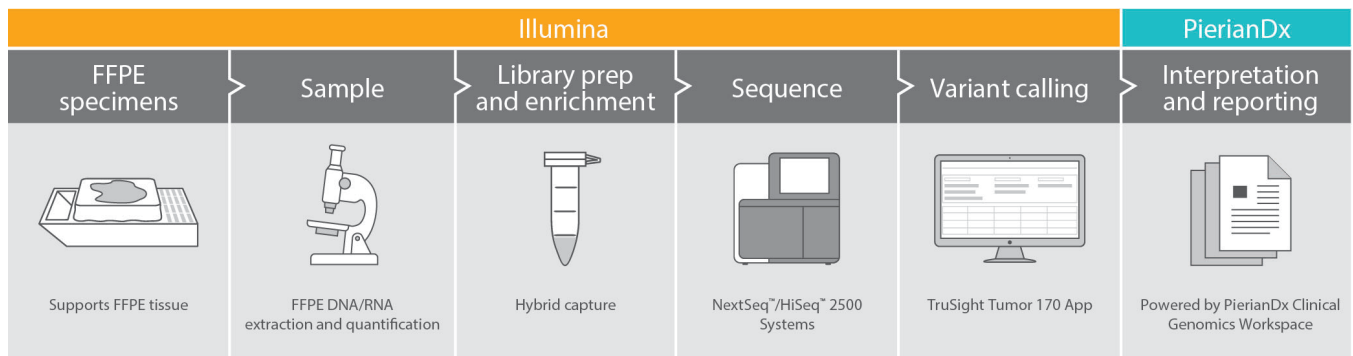 Illumina
PierianDx
FFPE
specimens
Sample
Library prep
and enrichment
Sequence
Variant calling
Interpretation
and reporting
Supports FFPE tissue
FFPE DNA/RNA
extraction and quantification
Hybrid capture
NextSeq™/HiSeq™ 2500
Systems
TruSight Tumor 170 App
Powered by PierianDx Clinical
Genomics Workspace